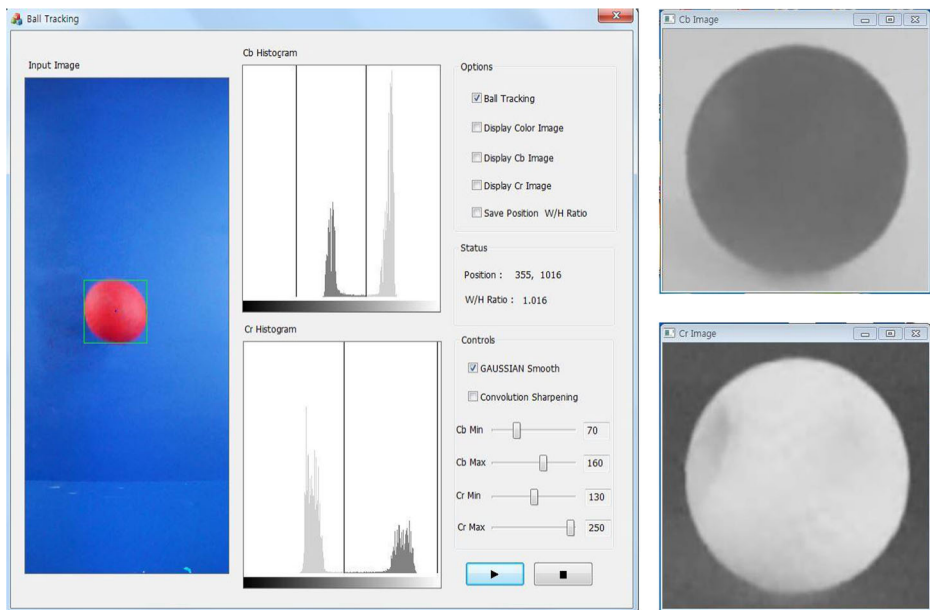 Ball Tracking
Input Image
Cb Histogram
Cr Histogram
Options
Ball Tracking
Display Color Image
Display Cb Image
Display Cr Image
Save Position W/H Ratio
Status
Position : 355, 1016
W/H Ratio : 1.016
Controls
GAUSSIAN Smooth
Convolution Sharpening
Cb Min 70
Cb Max 160
Cr Min 130
Cr Max 250
Cb Image
Cr Image